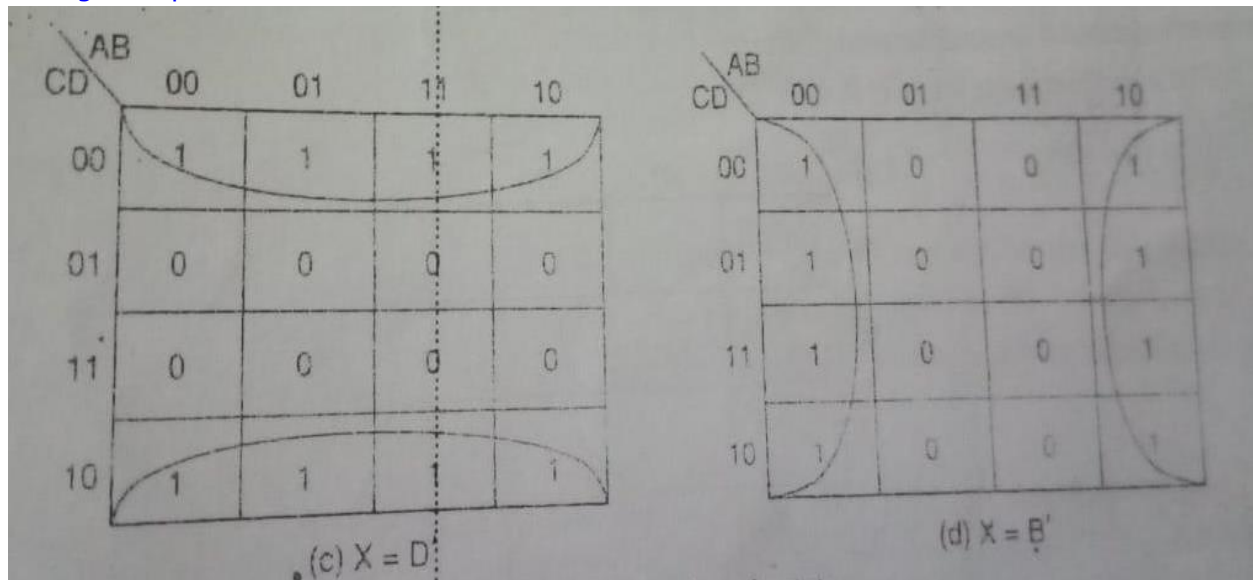 AB
CD 00 01 11 10
00 1 1 1 1
01 0 0 0 0
11 0 0 0 0
10 1 1 1 1
(c) X = D'
AB
CD 00 01 11 10
00 1 0 0 1
01 1 0 0 1
11 1 0 0 1
10 1 0 0 1
(d) X = B'